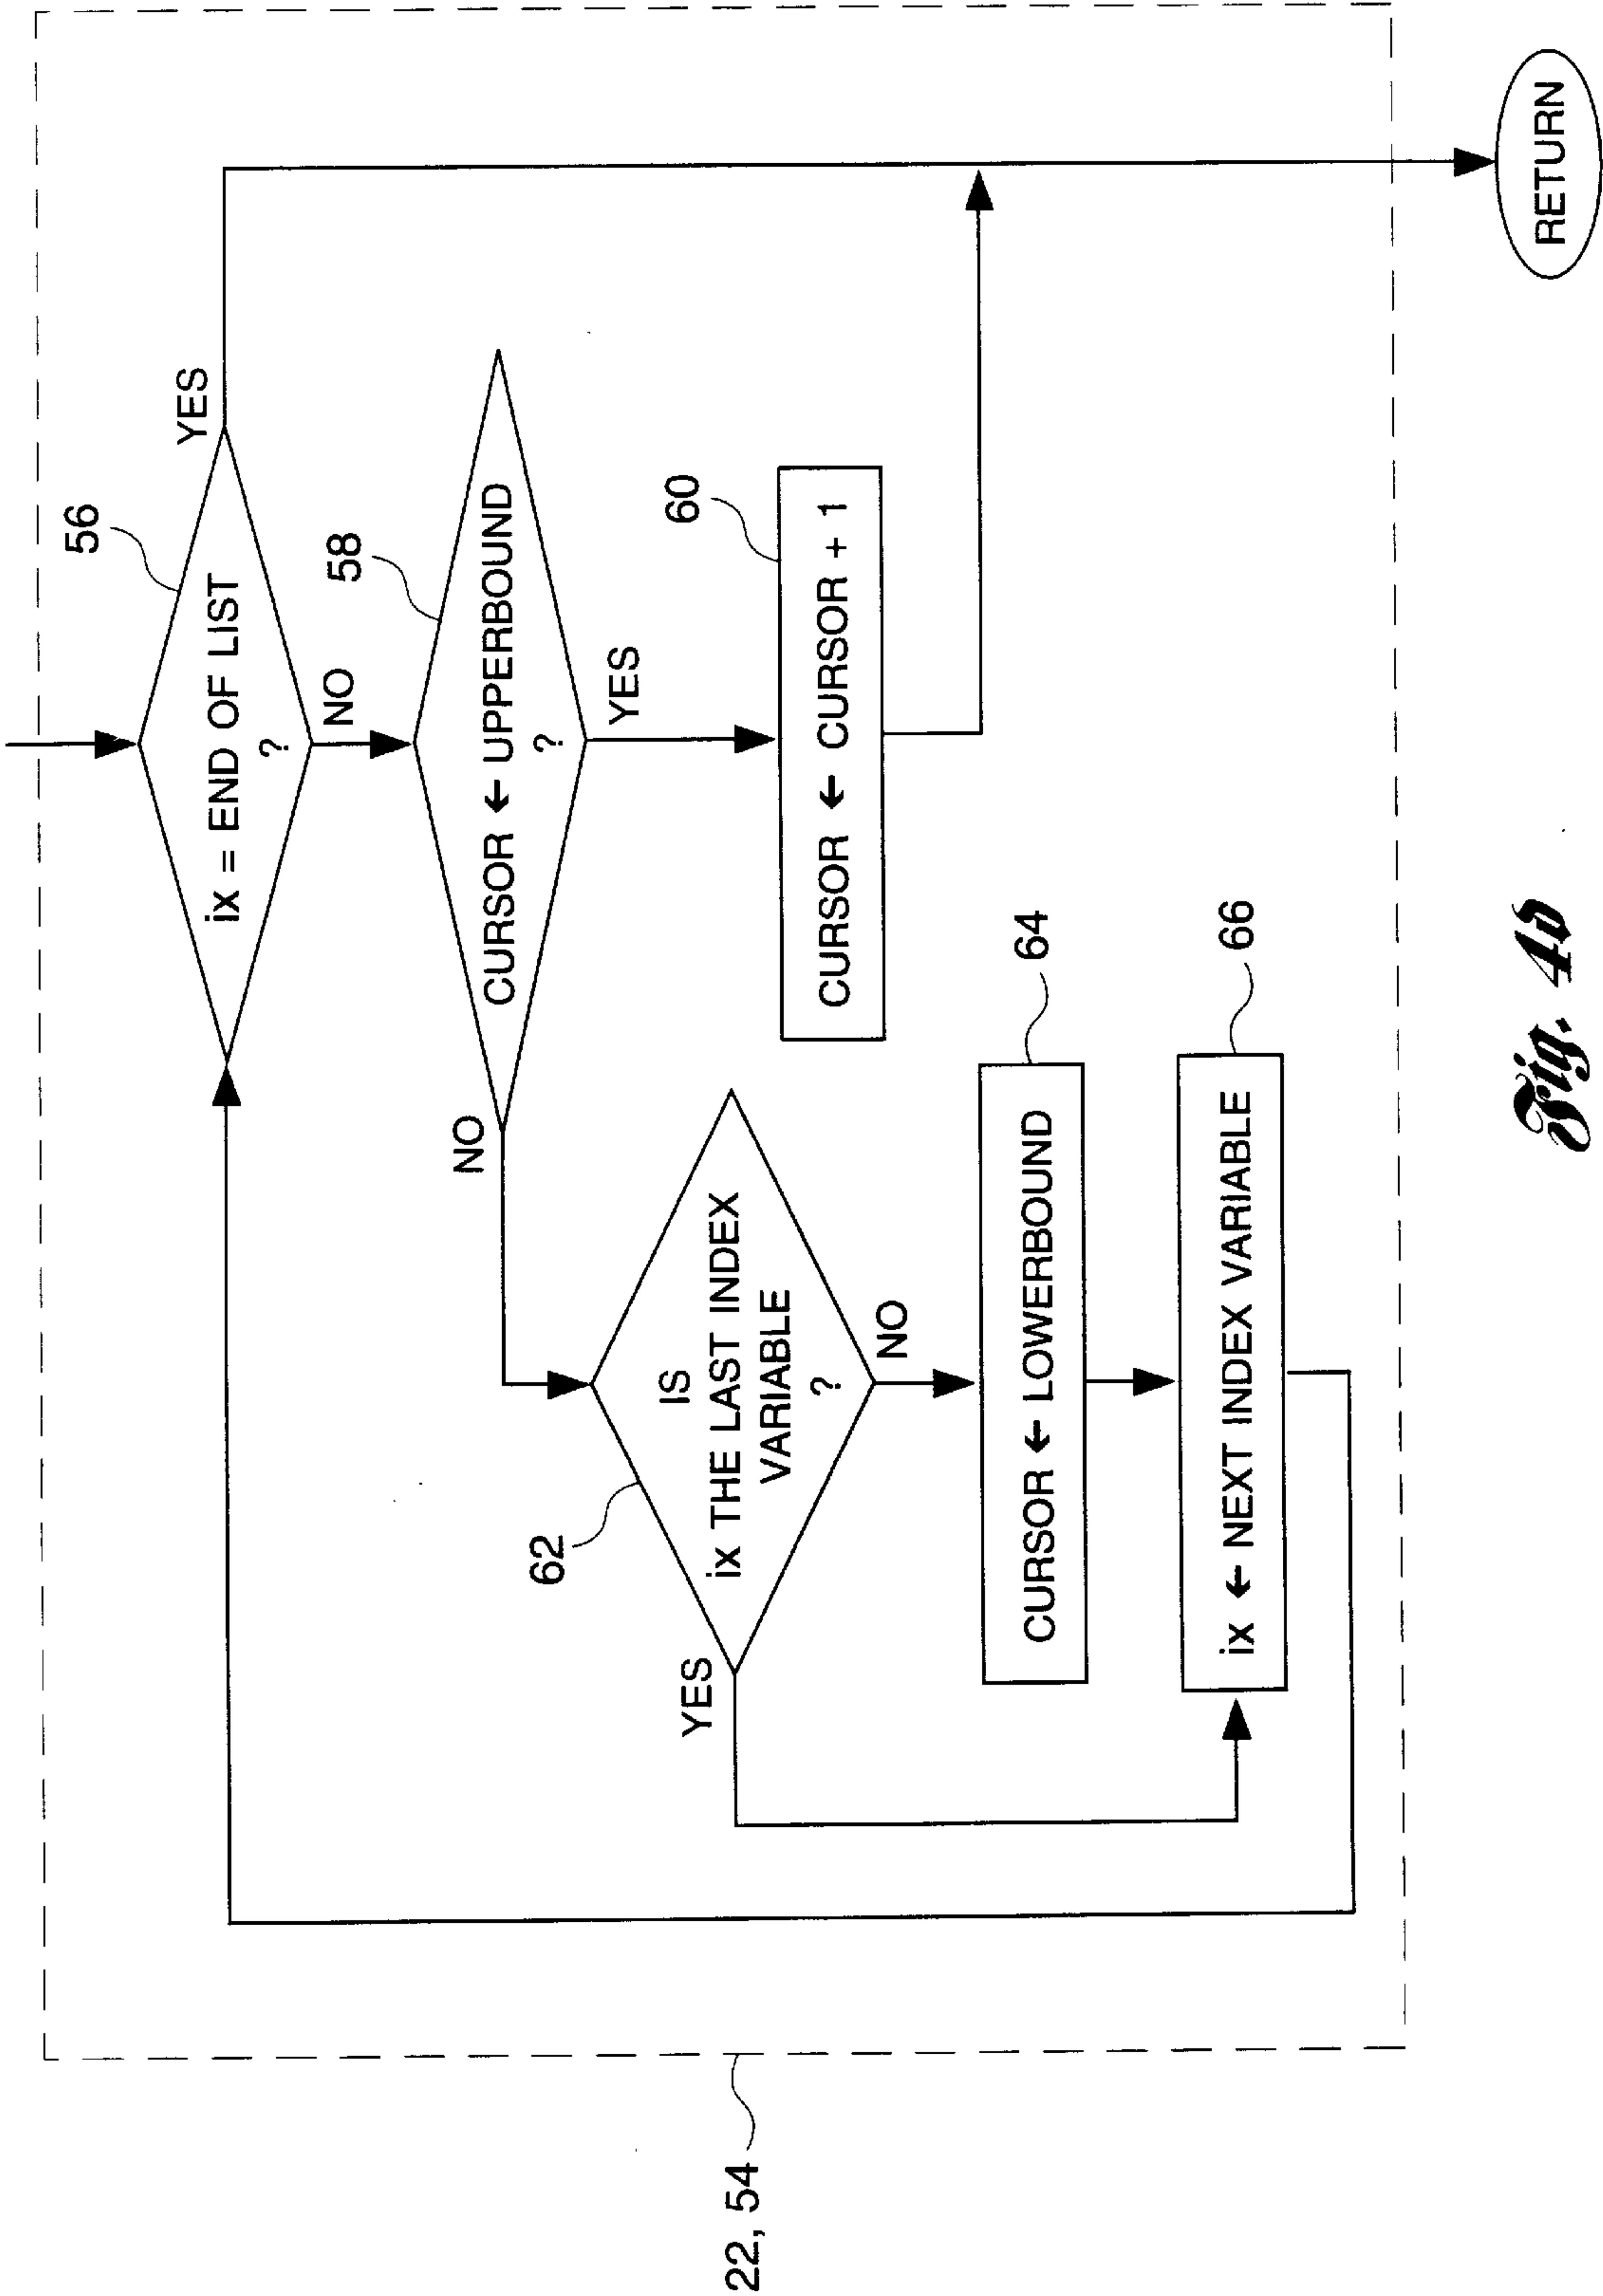 56
ix = END OF LIST
?
YES
NO
58
CURSOR ← UPPERBOUND
?
NO
YES
60
CURSOR ← CURSOR + 1
62
IS
ix THE LAST INDEX
VARIABLE
?
YES
NO
64
CURSOR ← LOWERBOUND
66
ix ← NEXT INDEX VARIABLE
22, 54
RETURN
Fig. 4b